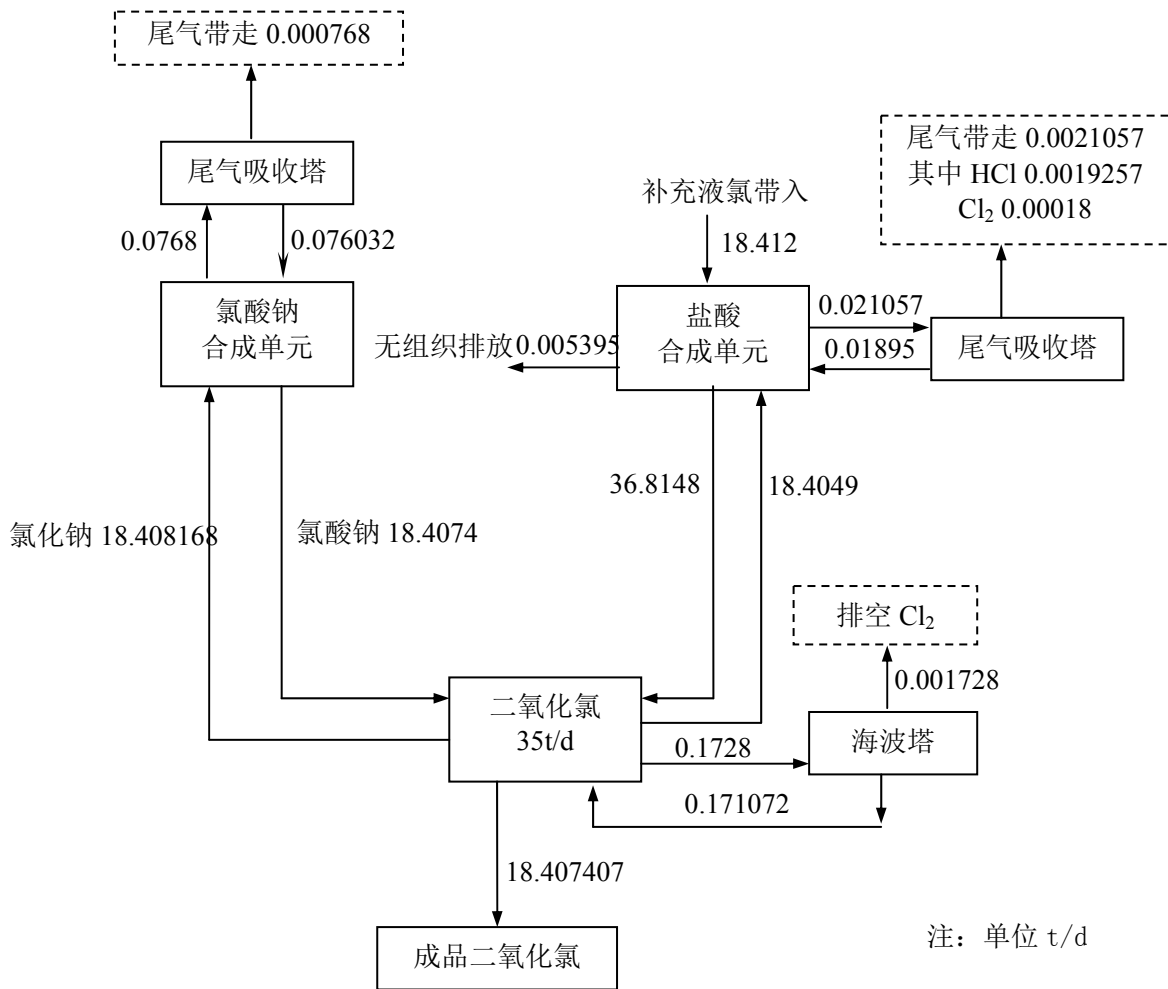 尾气带走 0.000768
尾气吸收塔
0.0768
0.076032
氯酸钠
合成单元
补充液氯带入
18.412
尾气带走 0.0021057
其中 HCl 0.0019257
Cl₂ 0.00018
盐酸
合成单元
0.021057
0.01895
尾气吸收塔
无组织排放0.005395
36.8148
18.4049
氯化钠 18.408168
氯酸钠 18.4074
排空 Cl₂
0.001728
二氧化氯
35t/d
0.1728
海波塔
0.171072
18.407407
成品二氧化氯
注：单位 t/d